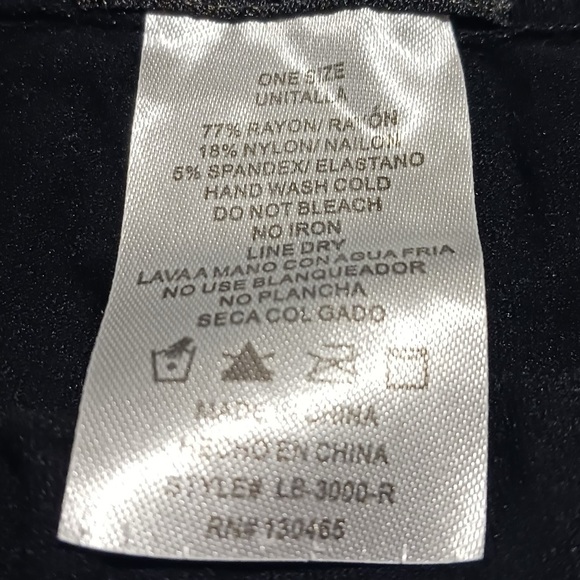 ONE SIZE
UNITALLA
77% RAYON/ RAYÓN
18% NYLON/ NAILON
5% SPANDEX/ ELASTANO
HAND WASH COLD
DO NOT BLEACH
NO IRON
LINE DRY
LAVA A MANO CON AGUA FRIA
NO USE BLANQUEADOR
NO PLANCHA
SECA COLGADO
MADE IN CHINA
HECHO EN CHINA
STYLE# LB-3000-R
RN# 130465